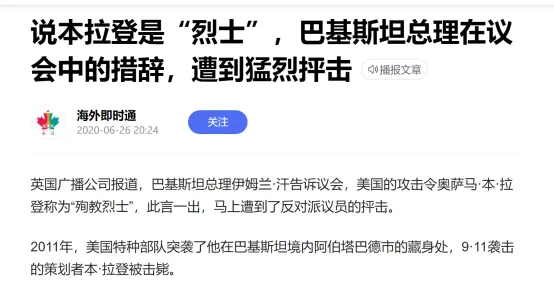 说本拉登是“烈士”，巴基斯坦总理在议
会中的措辞，遭到猛烈抨击
播报文章
海外即时通
2020-06-26 20:24
关注
英国广播公司报道，巴基斯坦总理伊姆兰·汗告诉议会，美国的攻击令奥萨马·本·拉
登称为“殉教烈士”，此言一出，马上遭到了反对派议员的抨击。
2011年，美国特种部队突袭了他在巴基斯坦境内阿伯塔巴德市的藏身处，9·11袭击
的策划者本·拉登被击毙。